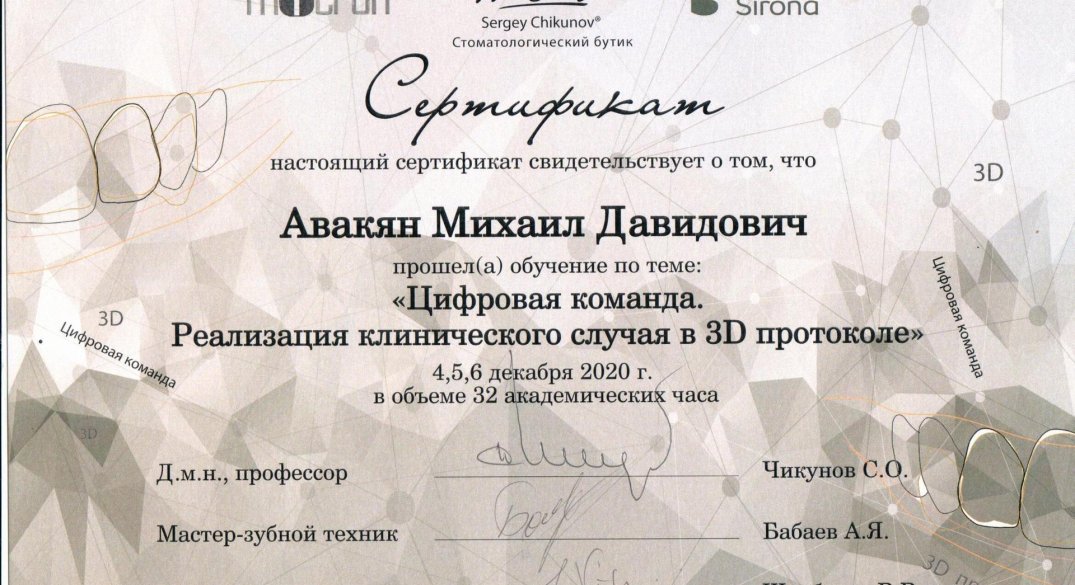 Sirona
Sergey Chikunov®
Стоматологический бутик
Сертификат
настоящий сертификат свидетельствует о том, что
3D
Авакян Михаил Давидович
прошел(а) обучение по теме:
«Цифровая команда.
Реализация клинического случая в 3D протоколе»
3D
Цифровая команда
Цифровая команда
4,5,6 декабря 2020 г.
в объеме 32 академических часа
3D
Д.м.н., профессор
Чикунов С.О.
Мастер-зубной техник
Бабаев А.Я.
3D